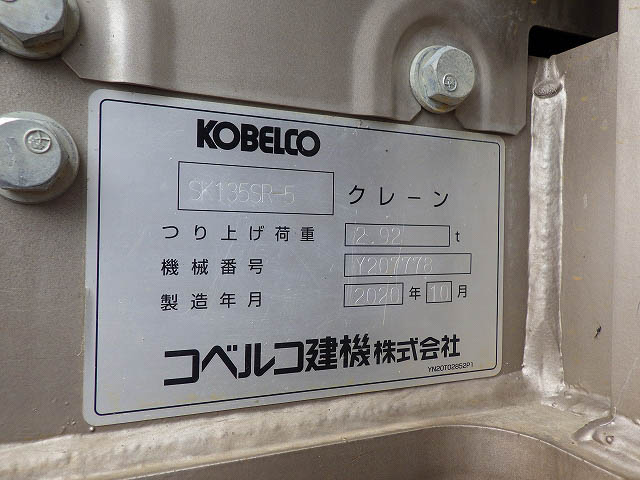 KOBELCO
SK135SR-5 クレーン
つり上げ荷重 2.92 t
機械番号 Y207778
製造年月 2020 年 10 月
コベルコ建機株式会社
YN20T02852P1